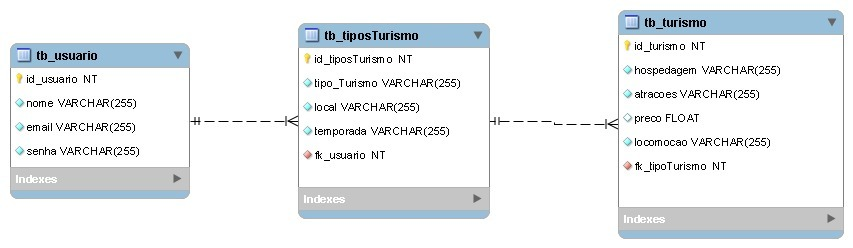 tb_usuario
id_usuario NT
nome VARCHAR(255)
email VARCHAR(255)
senha VARCHAR(255)
Indexes
tb_tiposTurismo
id_tiposTurismo NT
tipo_Turismo VARCHAR(255)
local VARCHAR(255)
temporada VARCHAR(255)
fk_usuario NT
Indexes
tb_turismo
id_turismo NT
hospedagem VARCHAR(255)
atracoes VARCHAR(255)
preco FLOAT
locomocao VARCHAR(255)
fk_tipoTurismo NT
Indexes